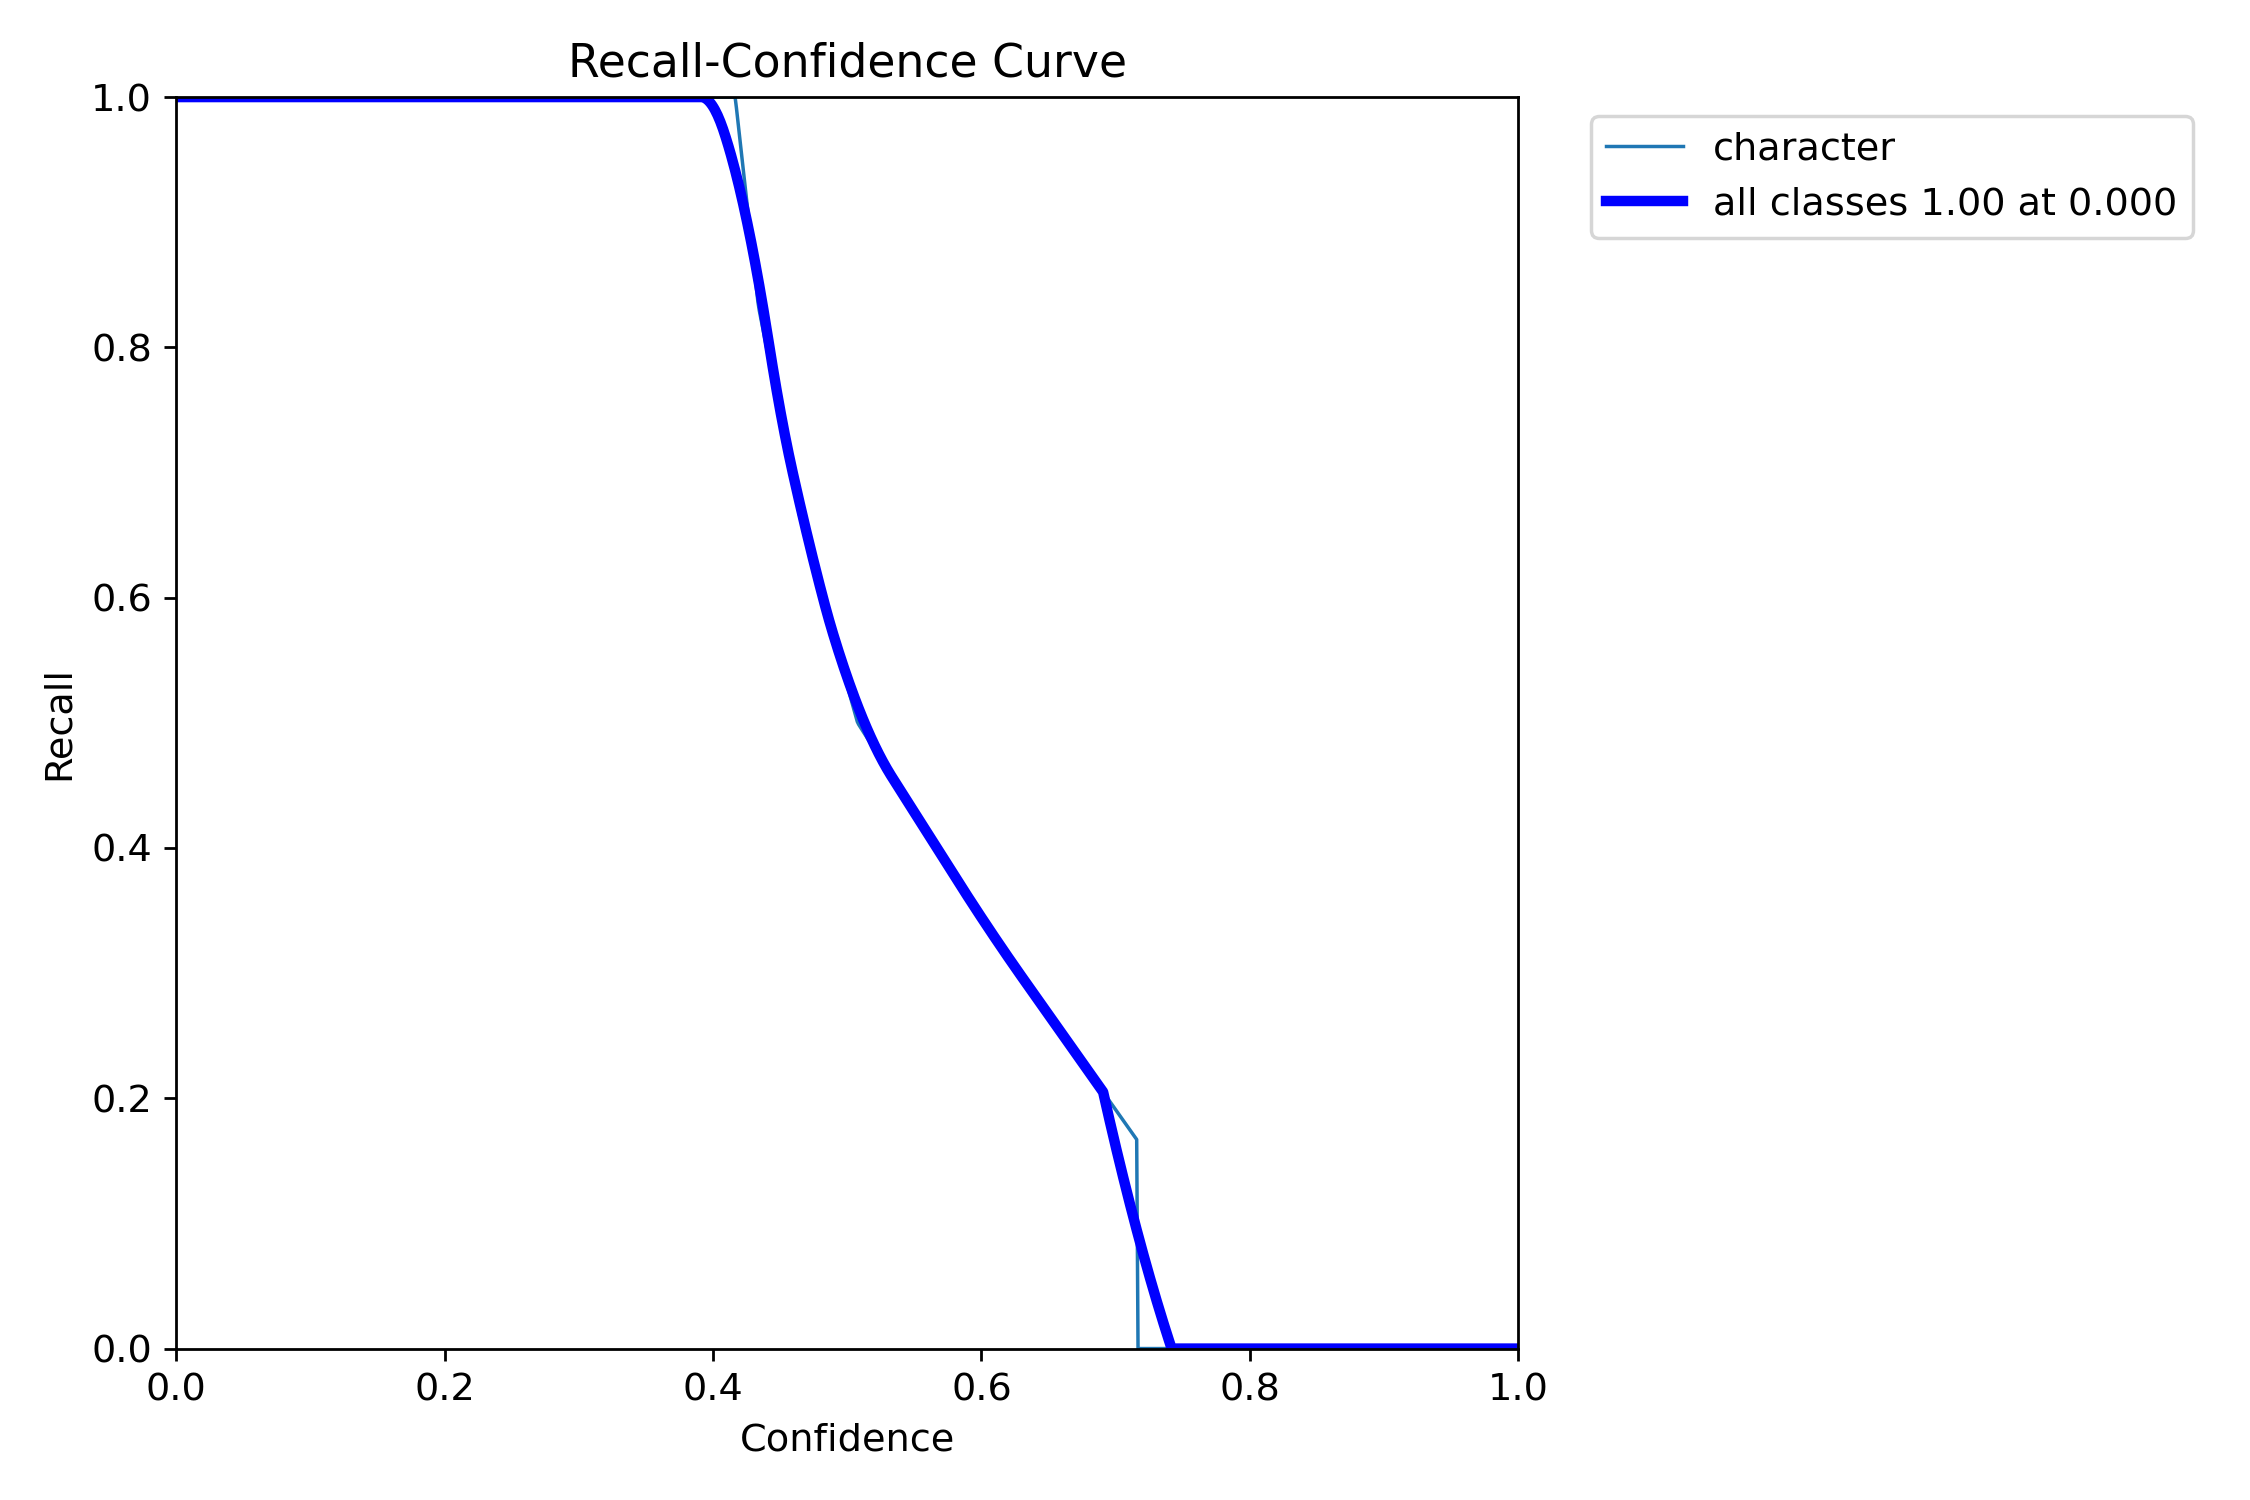 Recall-Confidence Curve
character
all classes 1.00 at 0.000
1.0
0.8
0.6
0.4
0.2
0.0
Recall
0.0 0.2 0.4 0.6 0.8 1.0
Confidence